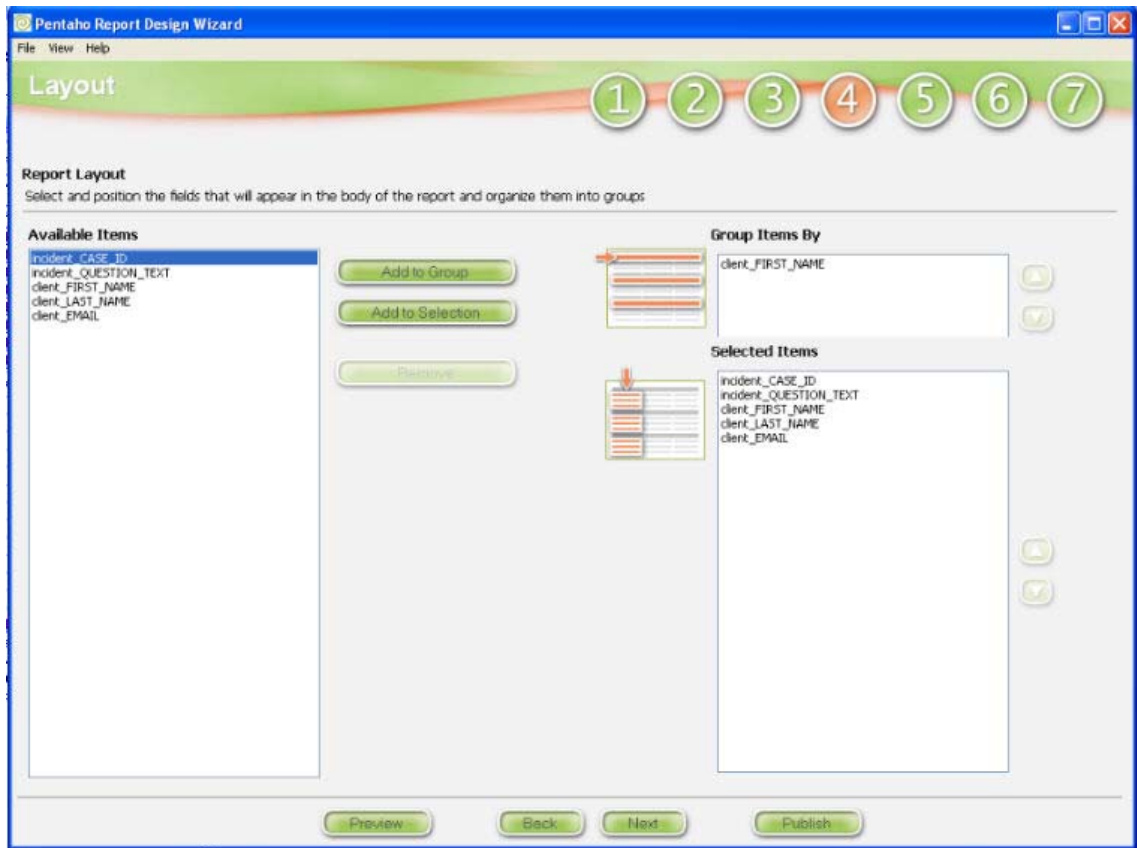 Pentaho Report Design Wizard
File View Help
Layout
1 2 3 4 5 6 7
Report Layout
Select and position the fields that will appear in the body of the report and organize them into groups
Available Items
incident_CASE_ID
incident_QUESTION_TEXT
client_FIRST_NAME
client_LAST_NAME
client_EMAIL
Add to Group
Add to Selection
Remove
Group Items By
client_FIRST_NAME
Selected Items
incident_CASE_ID
incident_QUESTION_TEXT
client_FIRST_NAME
client_LAST_NAME
client_EMAIL
Preview Back Next Publish